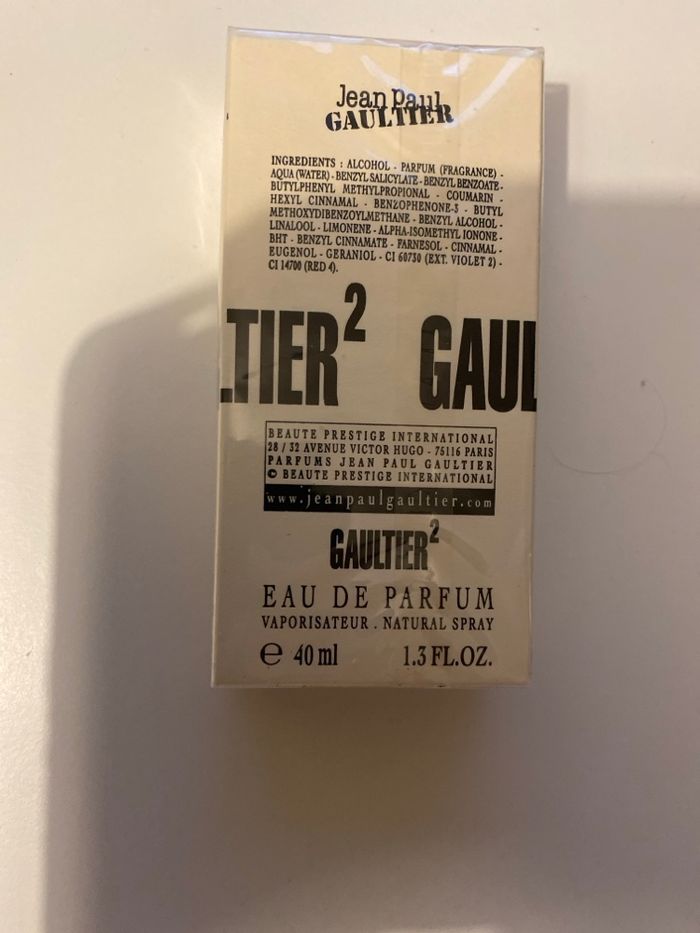 Jean Paul
GAULTIER
INGREDIENTS : ALCOHOL - PARFUM (FRAGRANCE) -
AQUA (WATER) - BENZYL SALICYLATE - BENZYL BENZOATE -
BUTYLPHENYL METHYLPROPIONAL - COUMARIN -
HEXYL CINNAMAL - BENZOPHENONE-3 - BUTYL
METHOXYDIBENZOYLMETHANE - BENZYL ALCOHOL -
LINALOOL - LIMONENE - ALPHA-ISOMETHYL IONONE -
BHT - BENZYL CINNAMATE - FARNESOL - CINNAMAL -
EUGENOL - GERANIOL - CI 60730 (EXT. VIOLET 2) -
CI 14700 (RED 4).
LTIER² GAUL
BEAUTE PRESTIGE INTERNATIONAL
28 / 32 AVENUE VICTOR HUGO - 75116 PARIS
PARFUMS JEAN PAUL GAULTIER
© BEAUTE PRESTIGE INTERNATIONAL
www.jeanpaulgaultier.com
GAULTIER²
EAU DE PARFUM
VAPORISATEUR . NATURAL SPRAY
℮ 40 ml 1.3 FL.OZ.